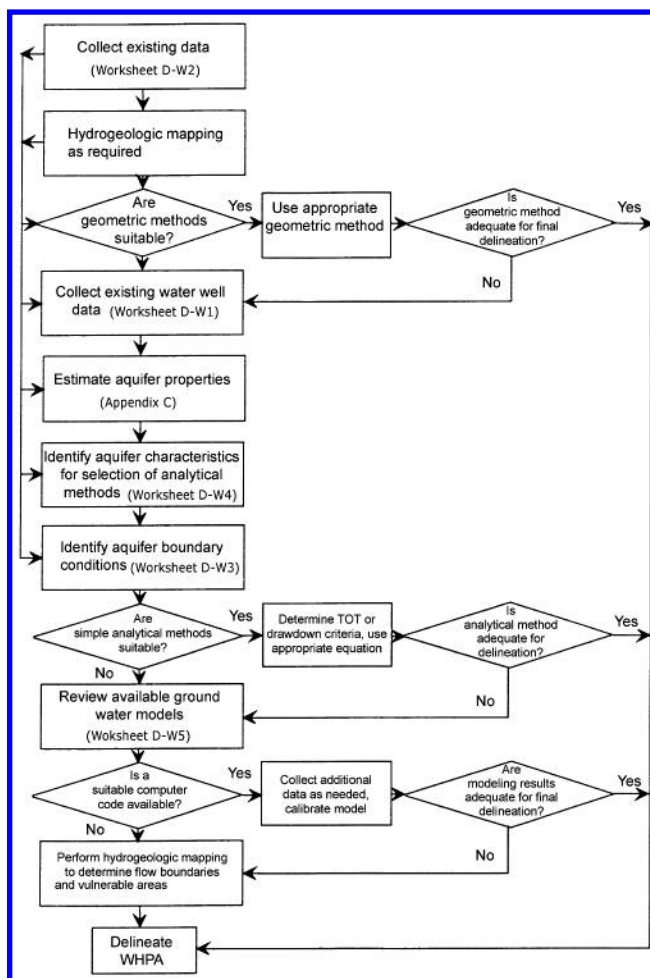 Collect existing data
(Worksheet D-W2)
Hydrogeologic mapping
as required
Are
geometric methods
suitable?
Yes
Use appropriate
geometric method
Is
geometric method
adequate for final
delineation?
Yes
No
Collect existing water well
data (Worksheet D-W1)
Estimate aquifer properties
(Appendix C)
Identify aquifer characteristics
for selection of analytical
methods (Worksheet D-W4)
Identify aquifer boundary
conditions (Worksheet D-W3)
Are
simple analytical methods
suitable?
Yes
No
Determine TOT or
drawdown criteria, use
appropriate equation
Is
analytical method
adequate for
delineation?
Yes
No
Review available ground
water models
(Woksheet D-W5)
Is a
suitable computer
code available?
Yes
No
Collect additional
data as needed,
calibrate model
Are
modeling results
adequate for final
delineation?
Yes
No
Perform hydrogeologic mapping
to determine flow boundaries
and vulnerable areas
Delineate
WHPA